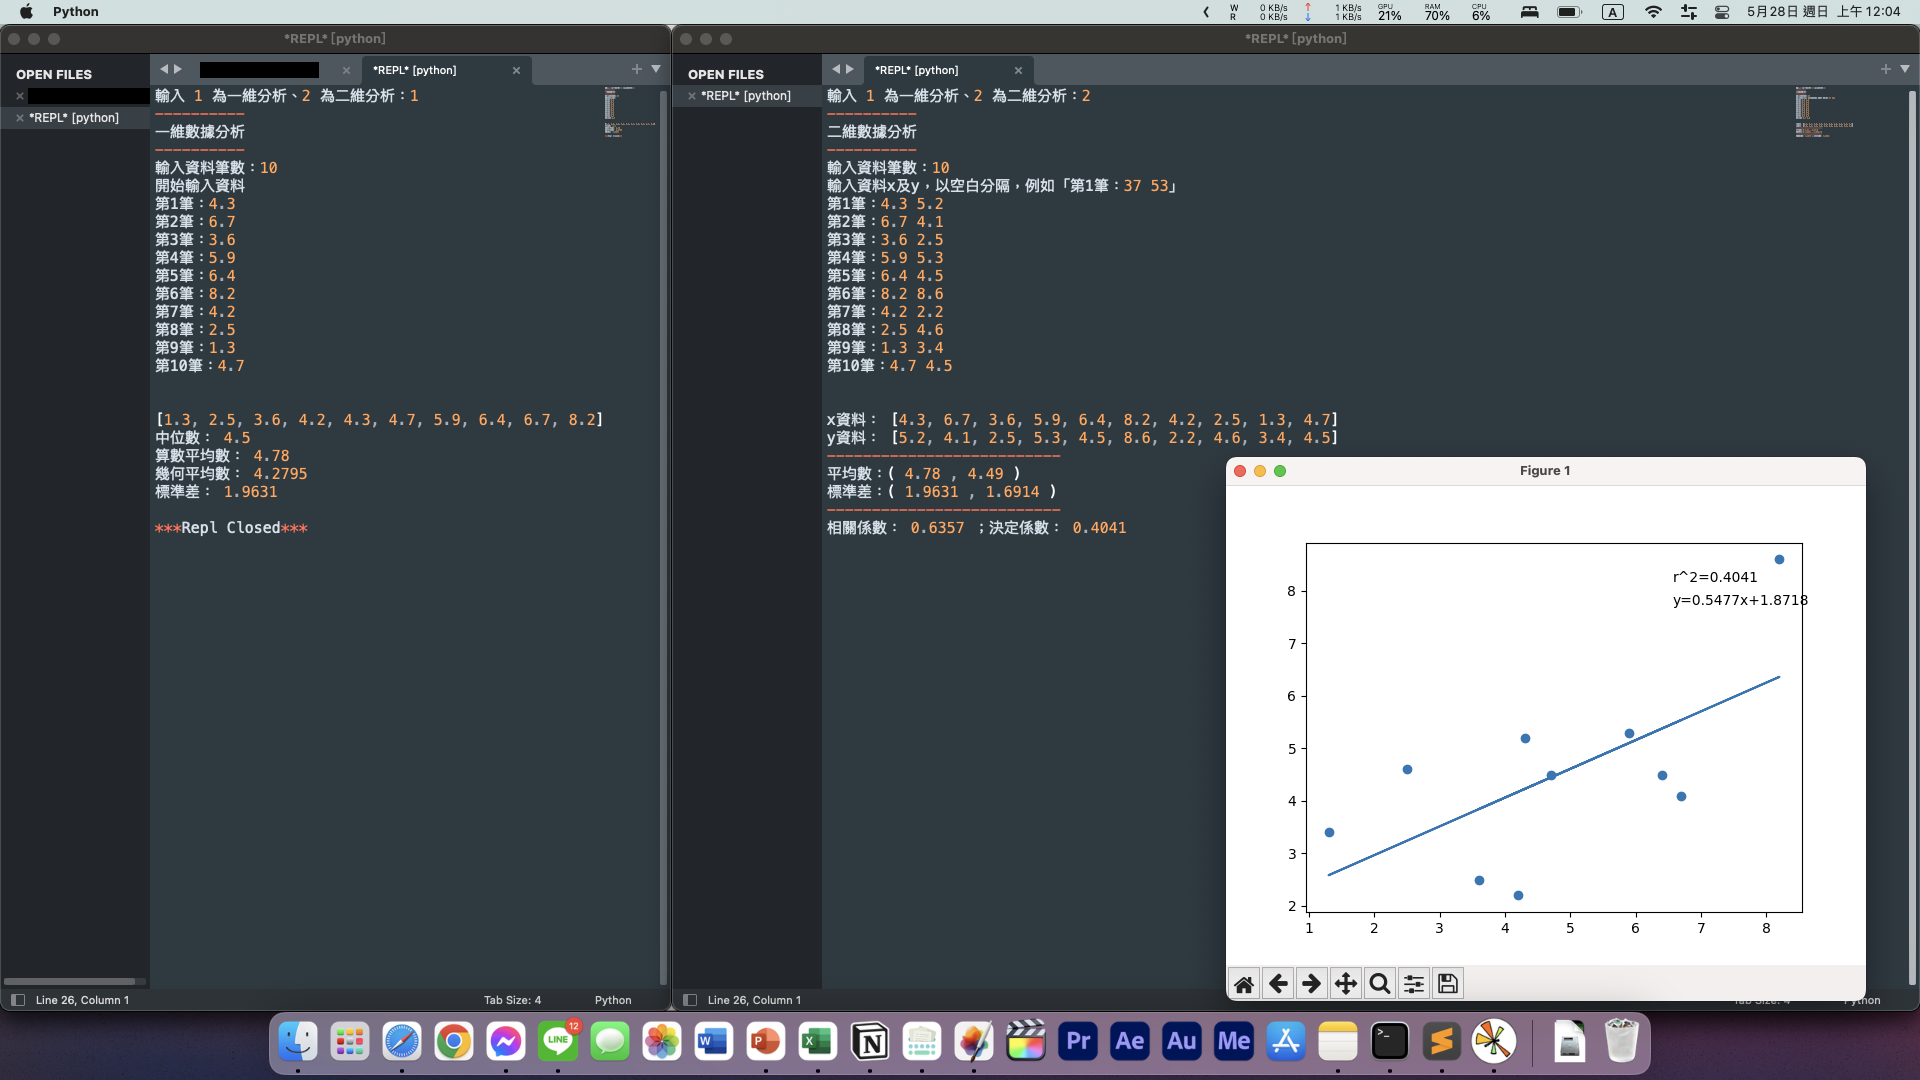 Python
W
R
0 KB/s
0 KB/s
1 KB/s
1 KB/s
GPU
21%
RAM
70%
CPU
6%
A
5月28日 週日 上午 12:04
*REPL* [python]
OPEN FILES
*REPL* [python]
*REPL* [python]
輸入 1 為一維分析、2 為二維分析：1
----------
一維數據分析
----------
輸入資料筆數：10
開始輸入資料
第1筆：4.3
第2筆：6.7
第3筆：3.6
第4筆：5.9
第5筆：6.4
第6筆：8.2
第7筆：4.2
第8筆：2.5
第9筆：1.3
第10筆：4.7
[1.3, 2.5, 3.6, 4.2, 4.3, 4.7, 5.9, 6.4, 6.7, 8.2]
中位數： 4.5
算數平均數： 4.78
幾何平均數： 4.2795
標準差： 1.9631
***Repl Closed***
Line 26, Column 1
Tab Size: 4
Python
*REPL* [python]
OPEN FILES
*REPL* [python]
*REPL* [python]
輸入 1 為一維分析、2 為二維分析：2
----------
二維數據分析
----------
輸入資料筆數：10
輸入資料x及y，以空白分隔，例如「第1筆：37 53」
第1筆：4.3 5.2
第2筆：6.7 4.1
第3筆：3.6 2.5
第4筆：5.9 5.3
第5筆：6.4 4.5
第6筆：8.2 8.6
第7筆：4.2 2.2
第8筆：2.5 4.6
第9筆：1.3 3.4
第10筆：4.7 4.5
x資料： [4.3, 6.7, 3.6, 5.9, 6.4, 8.2, 4.2, 2.5, 1.3, 4.7]
y資料： [5.2, 4.1, 2.5, 5.3, 4.5, 8.6, 2.2, 4.6, 3.4, 4.5]
--------------------------
平均數：( 4.78 , 4.49 )
標準差：( 1.9631 , 1.6914 )
--------------------------
相關係數： 0.6357 ；決定係數： 0.4041
Line 26, Column 1
Tab Size: 4
Python
Figure 1
r^2=0.4041
y=0.5477x+1.8718
8
7
6
5
4
3
2
1 2 3 4 5 6 7 8
LINE
12
W
P
X
N
Pr
Ae
Au
Me
>_